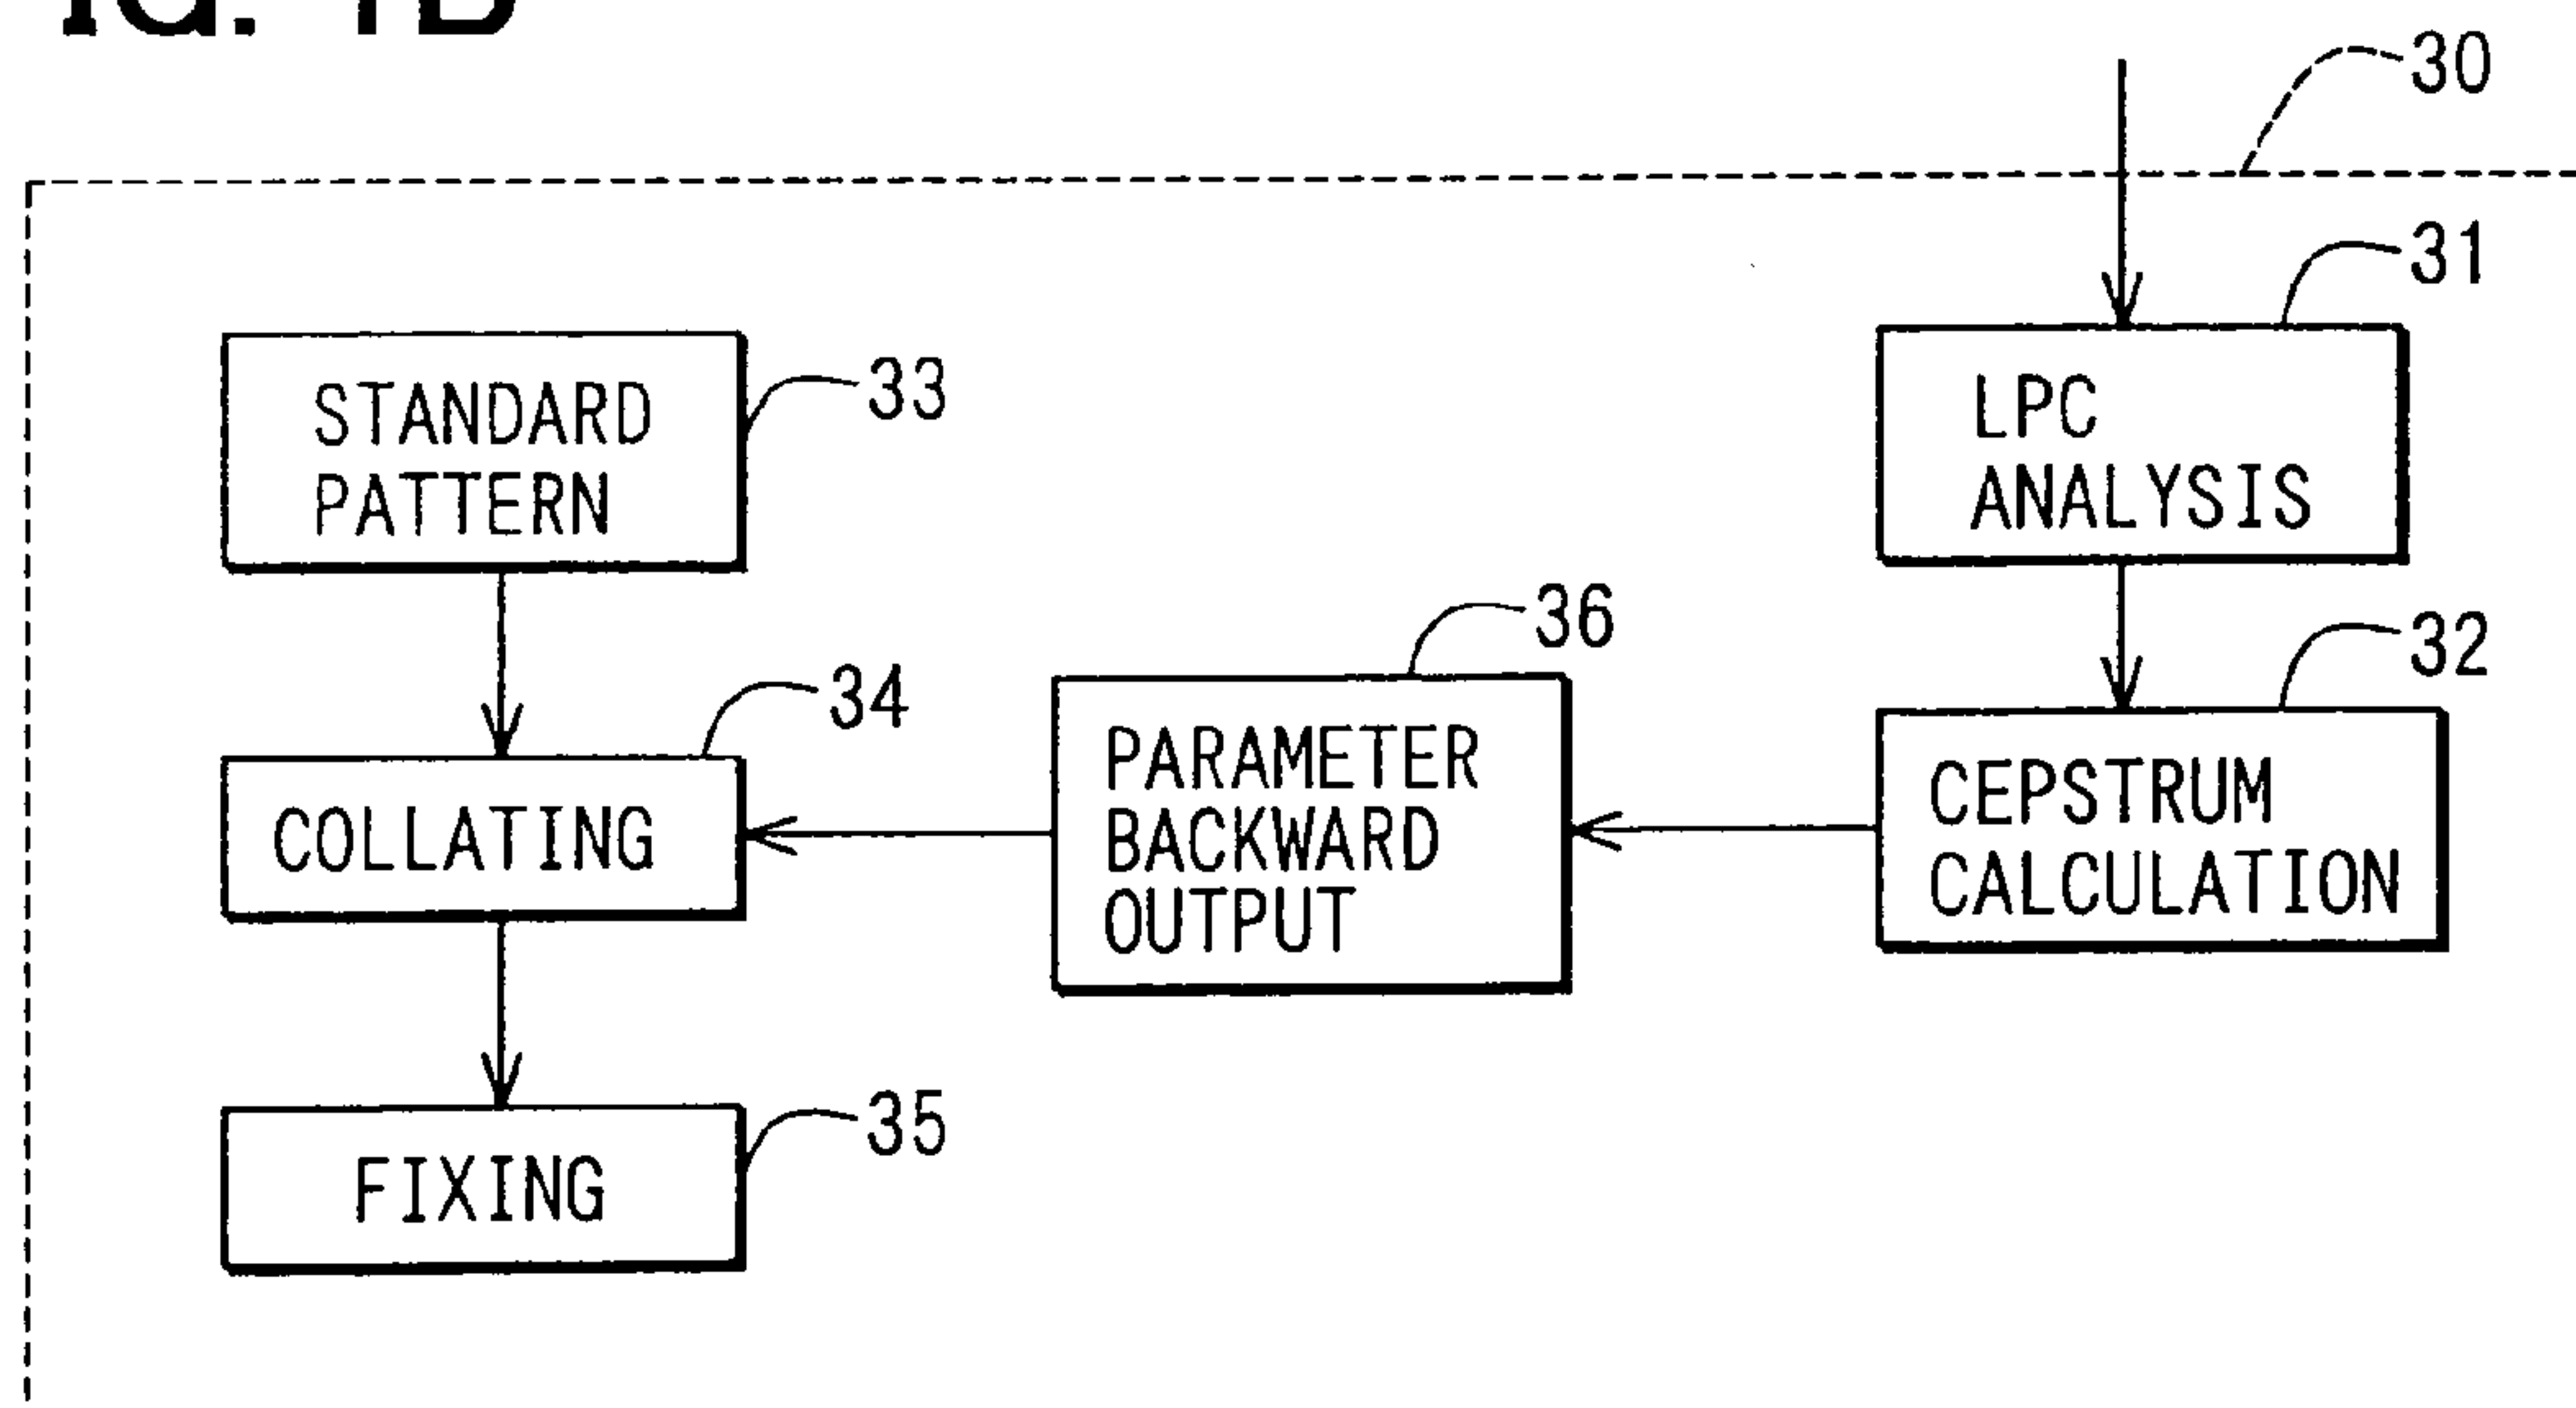 30
31
LPC
ANALYSIS
33
STANDARD
PATTERN
36
PARAMETER
BACKWARD
OUTPUT
32
CEPSTRUM
CALCULATION
34
COLLATING
35
FIXING